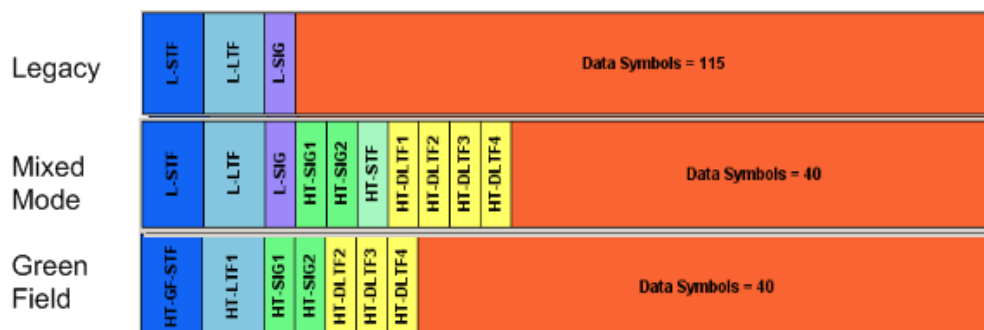 Legacy
L-STF
L-LTF
L-SIG
Data Symbols = 115
Mixed
Mode
L-STF
L-LTF
L-SIG
HT-SIG1
HT-SIG2
HT-STF
HT-DLTF1
HT-DLTF2
HT-DLTF3
HT-DLTF4
Data Symbols = 40
Green
Field
HT-GF-STF
HT-LTF1
HT-SIG1
HT-SIG2
HT-DLTF2
HT-DLTF3
HT-DLTF4
Data Symbols = 40